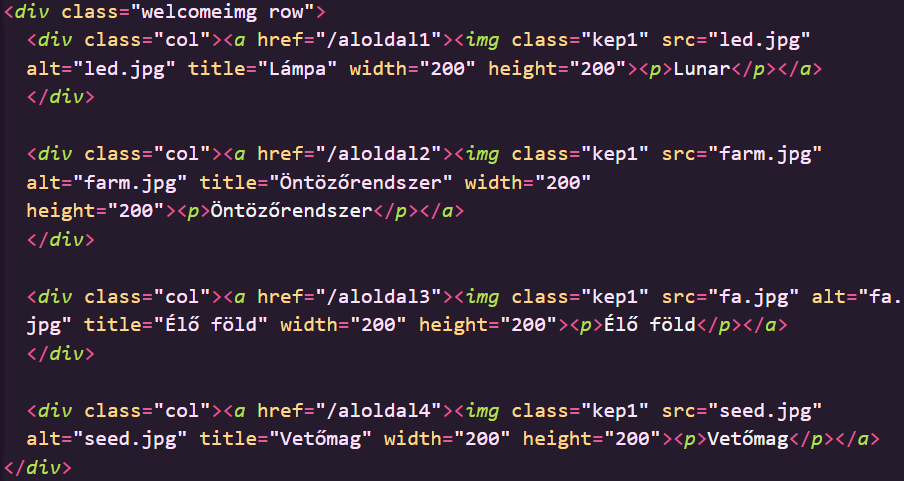 <div class="welcomeimg row">
<div class="col"><a href="/aloldal1"><img class="kep1" src="led.jpg"
alt="led.jpg" title="Lámpa" width="200" height="200"><p>Lunar</p></a>
</div>
<div class="col"><a href="/aloldal2"><img class="kep1" src="farm.jpg"
alt="farm.jpg" title="Öntözőrendszer" width="200"
height="200"><p>Öntözőrendszer</p></a>
</div>
<div class="col"><a href="/aloldal3"><img class="kep1" src="fa.jpg" alt="fa.
jpg" title="Élő föld" width="200" height="200"><p>Élő föld</p></a>
</div>
<div class="col"><a href="/aloldal4"><img class="kep1" src="seed.jpg"
alt="seed.jpg" title="Vetőmag" width="200" height="200"><p>Vetőmag</p></a>
</div>